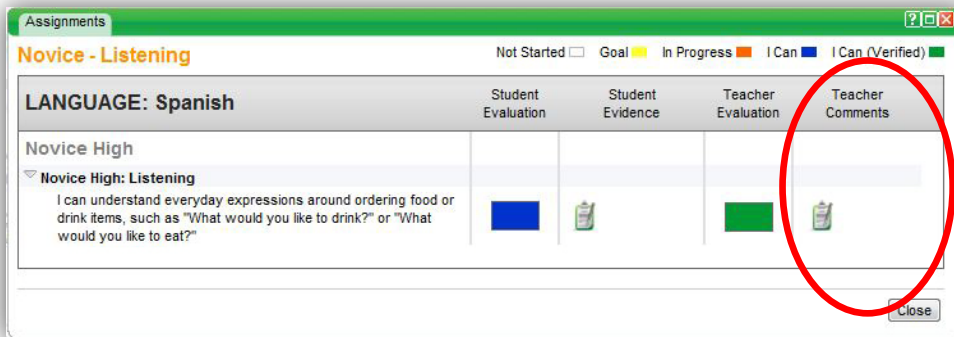 Assignments
Novice - Listening
Not Started Goal In Progress I Can I Can (Verified)
LANGUAGE: Spanish
Student Evaluation
Student Evidence
Teacher Evaluation
Teacher Comments
Novice High
Novice High: Listening
I can understand everyday expressions around ordering food or
drink items, such as "What would you like to drink?" or "What
would you like to eat?"
Close